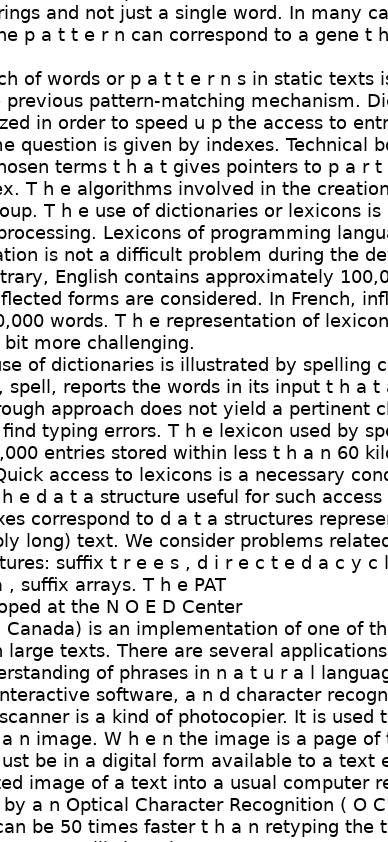 rings and not just a single word. In many ca
he p a t t e r n can correspond to a gene t h
ch of words or p a t t e r n s in static texts is
previous pattern-matching mechanism. Di
zed in order to speed u p the access to entr
e question is given by indexes. Technical b
hosen terms t h a t gives pointers to p a r t
ex. T h e algorithms involved in the creation
oup. T h e use of dictionaries or lexicons is
processing. Lexicons of programming langu
ation is not a difficult problem during the de
trary, English contains approximately 100,0
flected forms are considered. In French, infl
0,000 words. T h e representation of lexicon
bit more challenging.
use of dictionaries is illustrated by spelling c
, spell, reports the words in its input t h a t a
rough approach does not yield a pertinent c
find typing errors. T h e lexicon used by spe
,000 entries stored within less t h a n 60 kil
Quick access to lexicons is a necessary con
h e d a t a structure useful for such access
xes correspond to d a t a structures represe
bly long) text. We consider problems related
tures: suffix t r e e s , d i r e c t e d a c y c l
, suffix arrays. T h e PAT
oped at the N O E D Center
Canada) is an implementation of one of th
n large texts. There are several applications
erstanding of phrases in n a t u r a l languag
nteractive software, a n d character recogn
scanner is a kind of photocopier. It is used t
a n image. W h e n the image is a page of t
ust be in a digital form available to a text e
ted image of a text into a usual computer re
by a n Optical Character Recognition ( O C
can be 50 times faster t h a n retyping the t